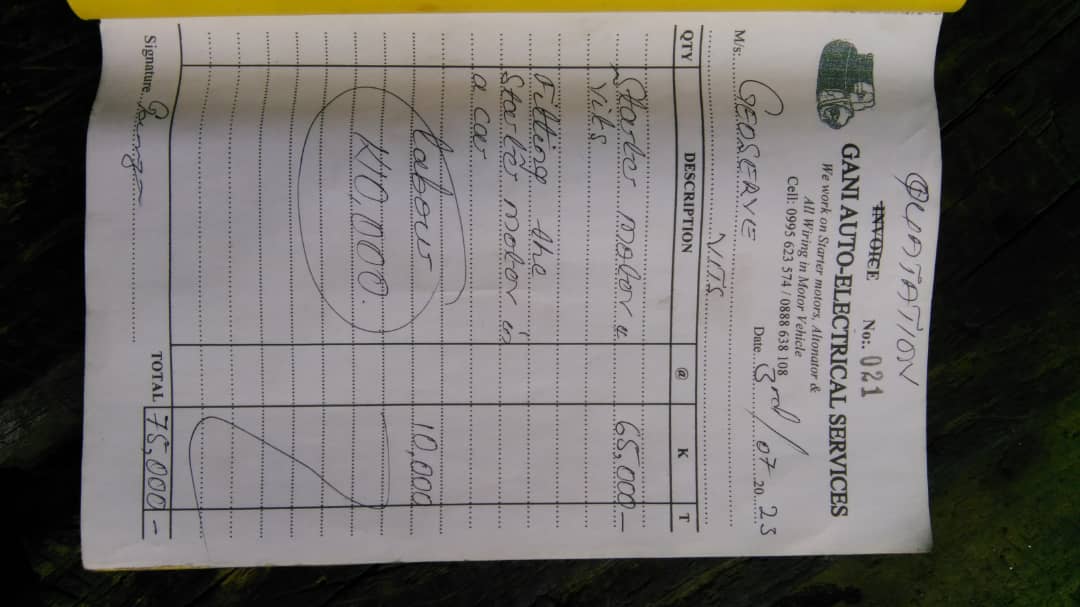 QUATATION
INVOICE No:. 021
GANI AUTO-ELECTRICAL SERVICES
We work on Starter motors, Altonator &
All Wiring in Motor Vehicle
Cell: 0995 623 574 / 0888 638 108
Date 3rd/07 20 23
M/s: GEOSERVE
VITS
QTY DESCRIPTION @ K T
Starter motor 65,000 —
vits
Fitting the
Starter motor in
a car
labour 10,000
K10,000.
Signature TOTAL 75,000 —